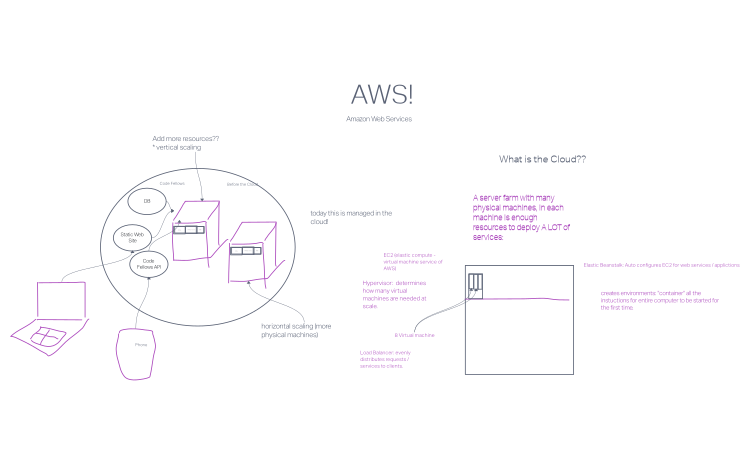 AWS!
Amazon Web Services
Add more resources??
* vertical scaling
What is the Cloud??
Code Fellows
Before the Cloud
DB
A server farm with many
physical machines, in each
machine is enough
resources to deploy A LOT of
services:
today this is managed in the
cloud!
Static Web
Site
Code
Fellows API
EC2 (elastic compute -
virtual machine service of
AWS)
Elastic Beanstalk: Auto configures EC2 for web services / applictions
Hypervisor: determines
how many virtual
machines are needed at
scale.
creates environments: "container" all the
instuctions for entire computer to be started for
the first time.
horizontal scaling (more
physical machines)
8 Virtual machine
Phone
Load Balancer: evenly
distributes requests /
services to clients.